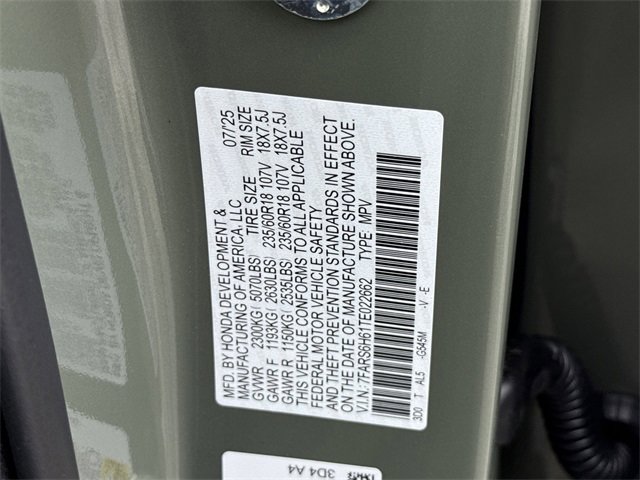 MFD. BY HONDA DEVELOPMENT & 07/25
MANUFACTURING OF AMERICA, LLC
TIRE SIZE RIM SIZE
GVWR 2300KG( 5070LBS)
GAWR F 1193KG( 2630LBS) 235/60R18 107V 18X7.5J
GAWR R 1150KG( 2535LBS) 235/60R18 107V 18X7.5J
THIS VEHICLE CONFORMS TO ALL APPLICABLE
FEDERAL MOTOR VEHICLE SAFETY
AND THEFT PREVENTION STANDARDS IN EFFECT
ON THE DATE OF MANUFACTURE SHOWN ABOVE.
V.I.N.:7FARS6H61TE022662 TYPE: MPV
3D0 T AL5 -G545M -V -E
3D4 A4